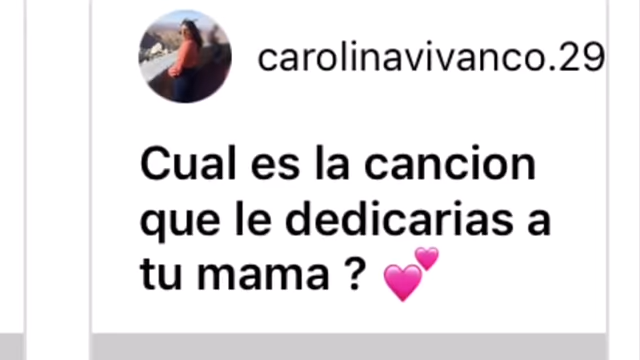 carolinavivanco.29
Cual es la cancion
que le dedicarias a
tu mama ? 💕